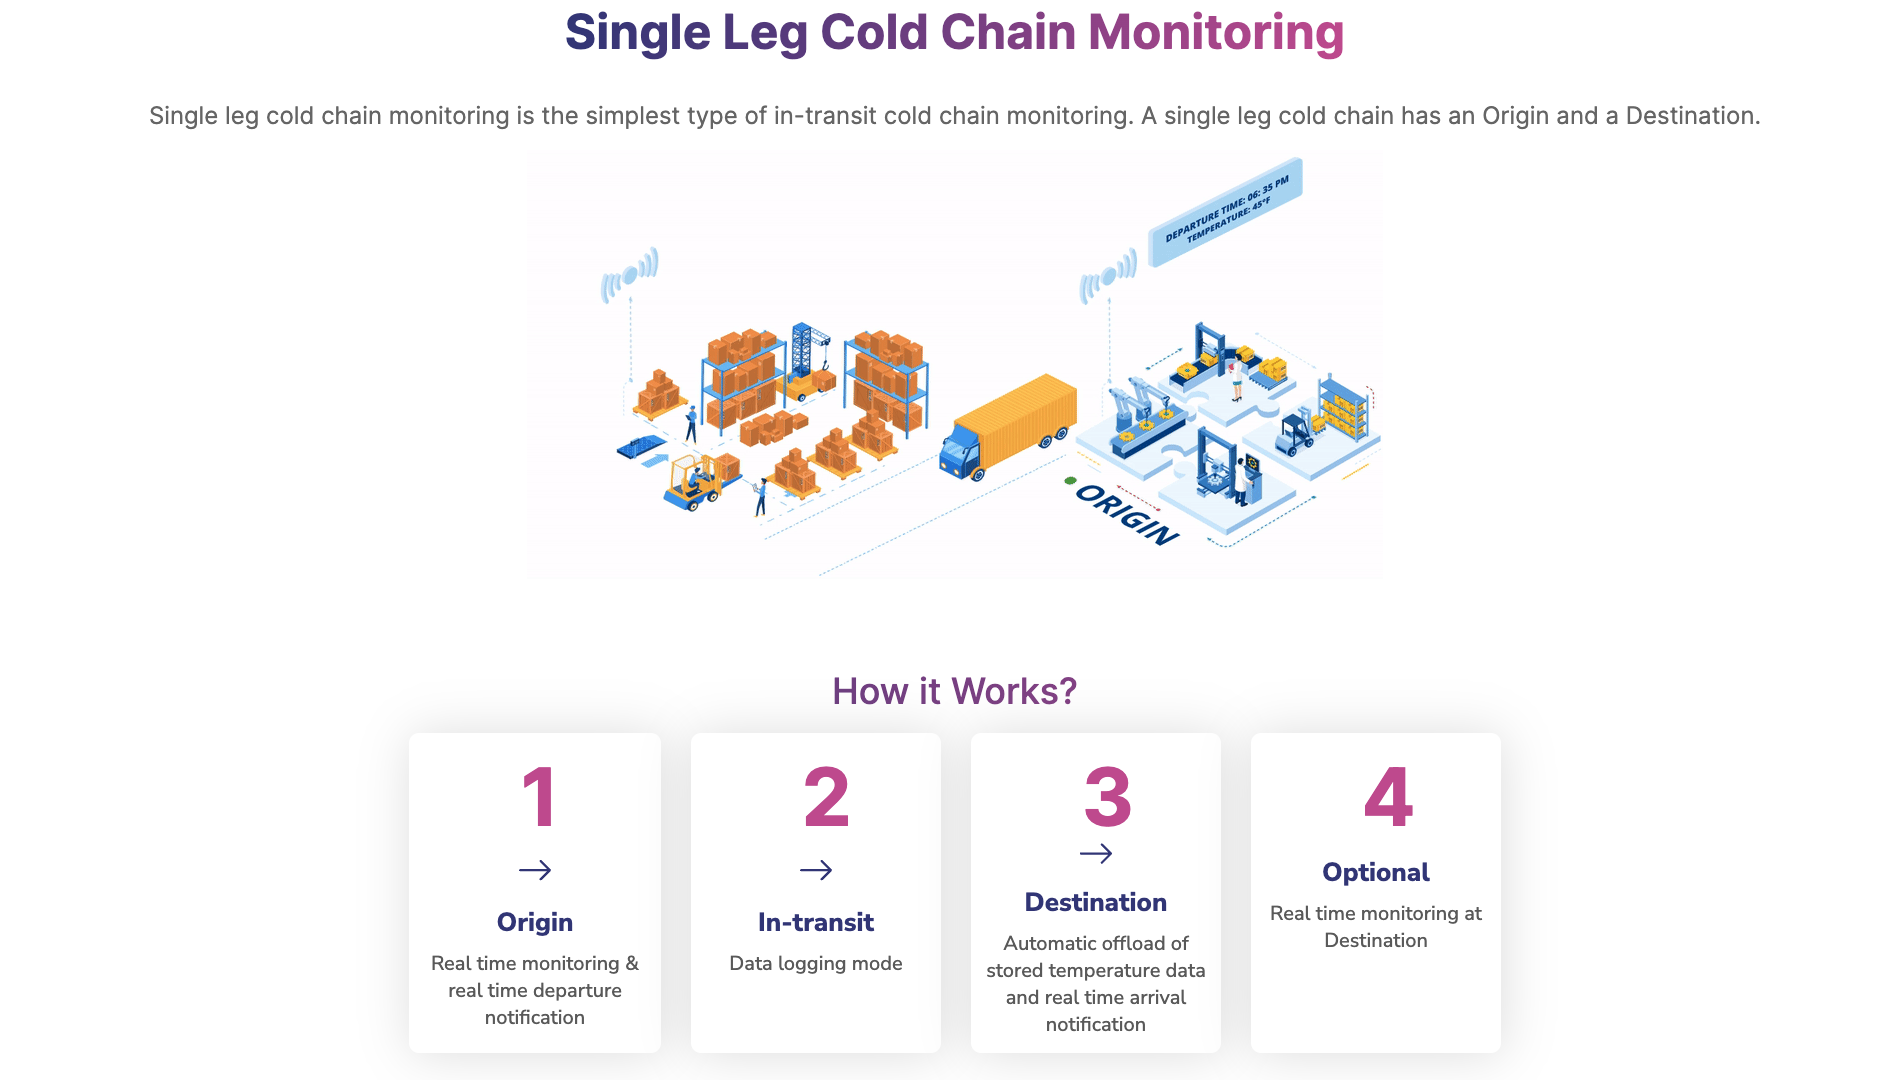 Single Leg Cold Chain Monitoring
Single leg cold chain monitoring is the simplest type of in-transit cold chain monitoring. A single leg cold chain has an Origin and a Destination.
DEPARTURE TIME: 06: 35 PM
TEMPERATURE: 45°F
ORIGIN
How it Works?
1
Origin
Real time monitoring &
real time departure
notification
2
In-transit
Data logging mode
3
Destination
Automatic offload of
stored temperature data
and real time arrival
notification
4
Optional
Real time monitoring at
Destination